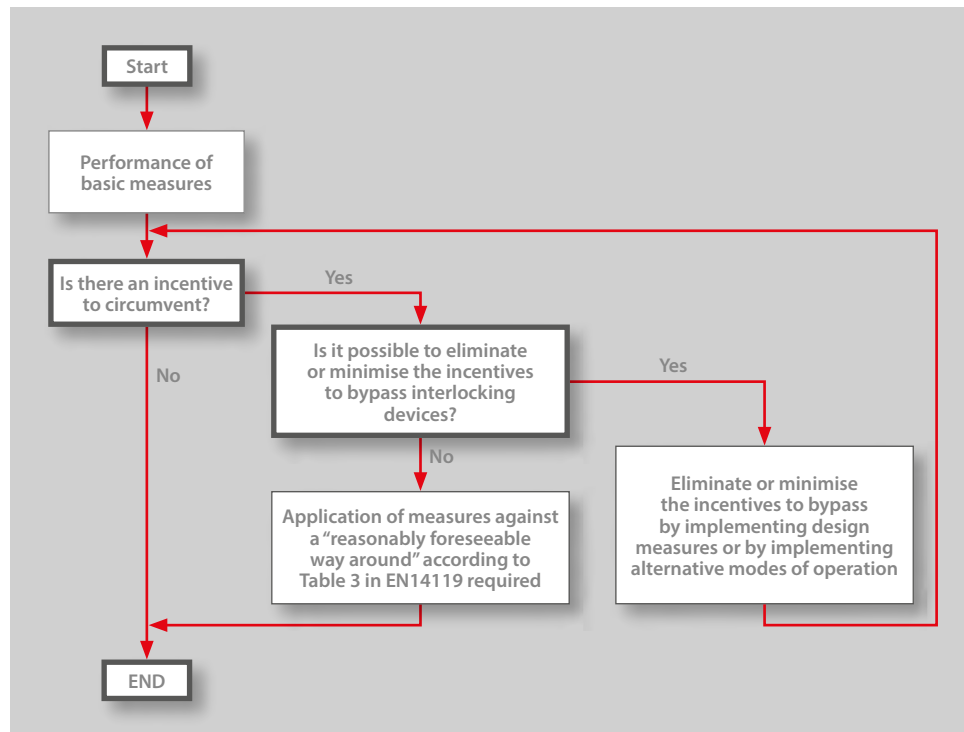 Start
Performance of
basic measures
Is there an incentive
to circumvent?
Yes
No
Is it possible to eliminate
or minimise the incentives
to bypass interlocking
devices?
Yes
No
Eliminate or minimise
the incentives to bypass
by implementing design
measures or by implementing
alternative modes of operation
Application of measures against
a “reasonably foreseeable
way around” according to
Table 3 in EN14119 required
END